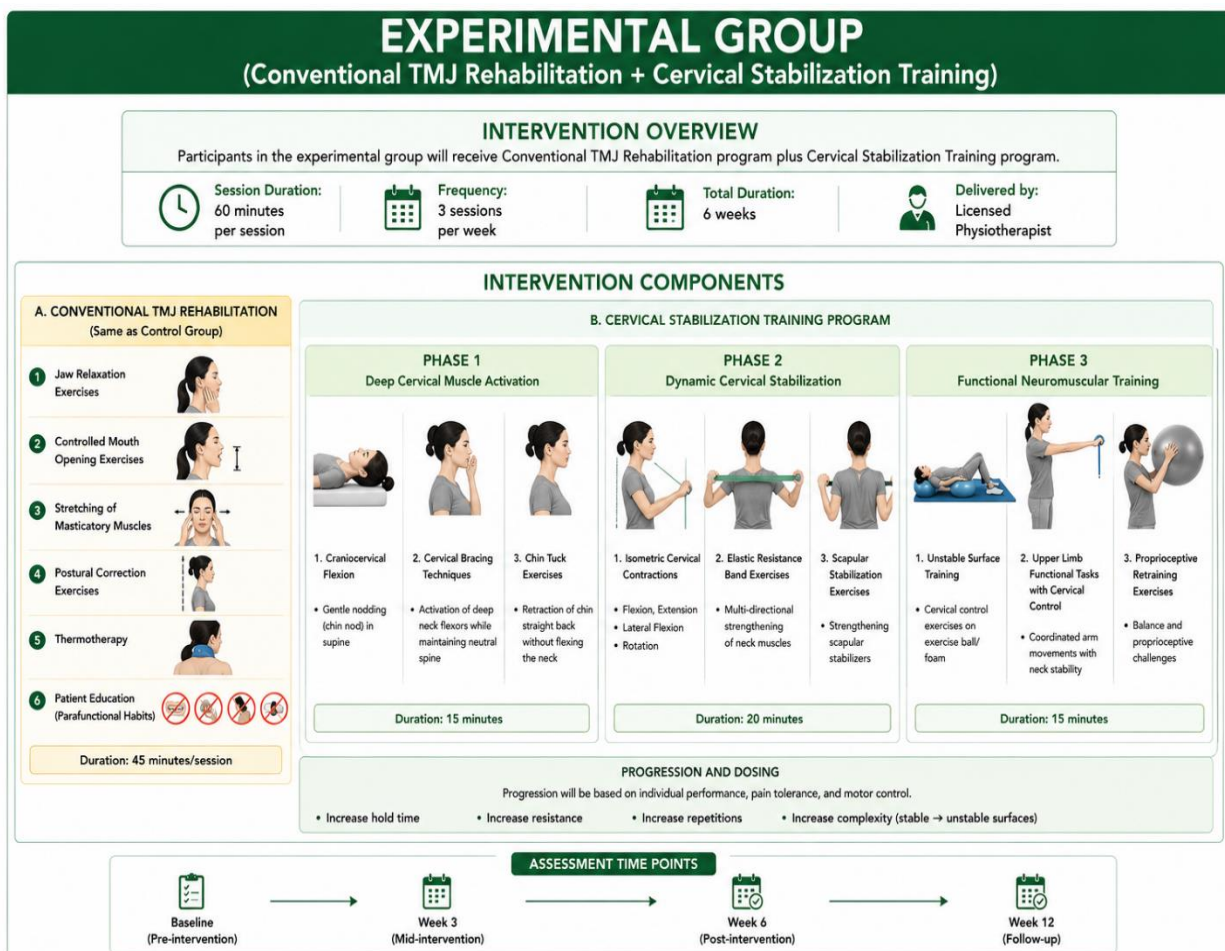 EXPERIMENTAL GROUP
(Conventional TMJ Rehabilitation + Cervical Stabilization Training)
INTERVENTION OVERVIEW
Participants in the experimental group will receive Conventional TMJ Rehabilitation program plus Cervical Stabilization Training program.
Session Duration:
60 minutes
per session
Frequency:
3 sessions
per week
Total Duration:
6 weeks
Delivered by:
Licensed
Physiotherapist
INTERVENTION COMPONENTS
A. CONVENTIONAL TMJ REHABILITATION
(Same as Control Group)
1 Jaw Relaxation
Exercises
2 Controlled Mouth
Opening Exercises
3 Stretching of
Masticatory Muscles
4 Postural Correction
Exercises
5 Thermotherapy
6 Patient Education
(Parafunctional Habits)
Duration: 45 minutes/session
B. CERVICAL STABILIZATION TRAINING PROGRAM
PHASE 1
Deep Cervical Muscle Activation
1. Craniocervical
Flexion
• Gentle nodding
(chin nod) in
supine
2. Cervical Bracing
Techniques
• Activation of deep
neck flexors while
maintaining neutral
spine
3. Chin Tuck
Exercises
• Retraction of chin
straight back
without flexing
the neck
Duration: 15 minutes
PHASE 2
Dynamic Cervical Stabilization
1. Isometric Cervical
Contractions
• Flexion, Extension
• Lateral Flexion
• Rotation
2. Elastic Resistance
Band Exercises
• Multi-directional
strengthening
of neck muscles
3. Scapular
Stabilization
Exercises
• Strengthening
scapular
stabilizers
Duration: 20 minutes
PHASE 3
Functional Neuromuscular Training
1. Unstable Surface
Training
• Cervical control
exercises on
exercise ball/
foam
2. Upper Limb
Functional Tasks
with Cervical
Control
• Coordinated arm
movements with
neck stability
3. Proprioceptive
Retraining
Exercises
• Balance and
proprioceptive
challenges
Duration: 15 minutes
PROGRESSION AND DOSING
Progression will be based on individual performance, pain tolerance, and motor control.
• Increase hold time
• Increase resistance
• Increase repetitions
• Increase complexity (stable → unstable surfaces)
ASSESSMENT TIME POINTS
Baseline
(Pre-intervention)
Week 3
(Mid-intervention)
Week 6
(Post-intervention)
Week 12
(Follow-up)